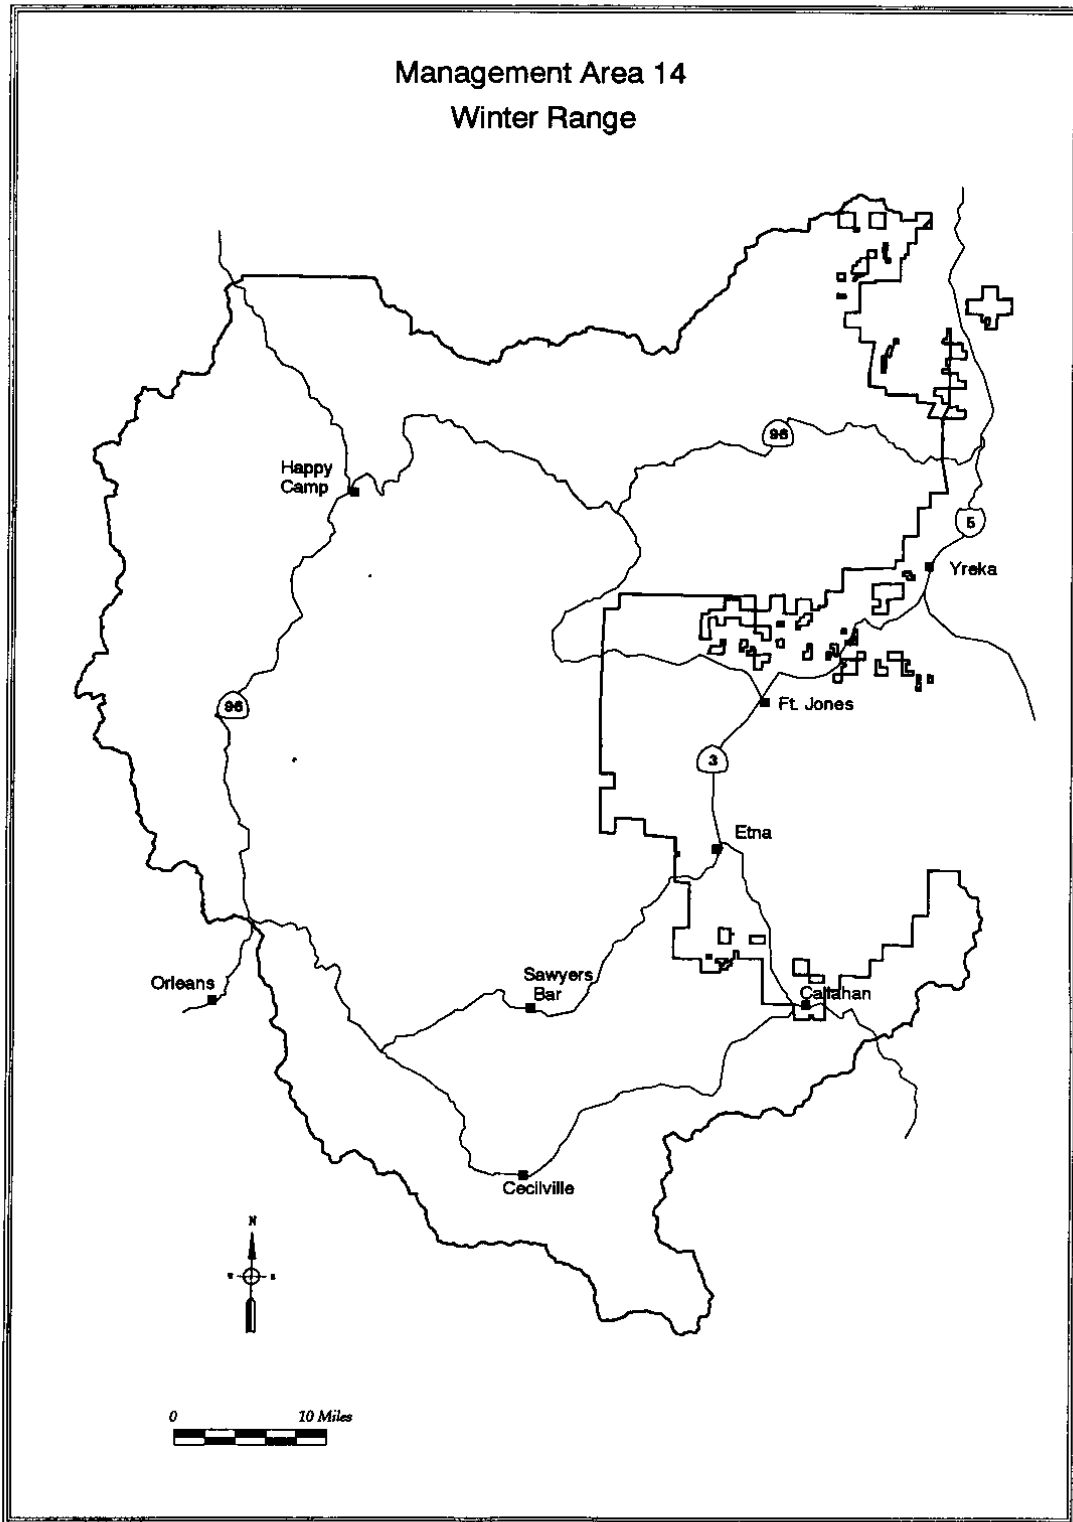 Management Area 14
Winter Range
96
Happy
Camp
5
Yreka
96
Ft. Jones
3
Etna
Orleans
Sawyers
Bar
Callahan
Cecilville
N
0 10 Miles